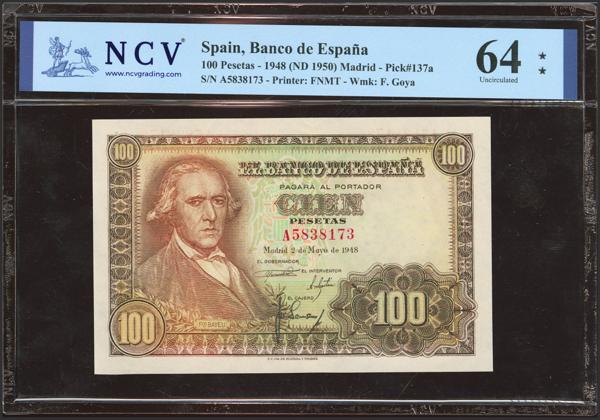 NCV
www.ncvgrading.com
Spain, Banco de España
100 Pesetas - 1948 (ND 1950) Madrid - Pick#137a
S/N A5838173 - Printer: FNMT - Wmk: F. Goya
64 ★★
Uncirculated
100
100
EL BANCO DE ESPAÑA
PAGARÁ AL PORTADOR
CIEN
PESETAS
A5838173
Madrid 2 de Mayo de 1948
EL GOBERNADOR
EL INTERVENTOR
EL CAJERO
100
Fco BAYEU
100